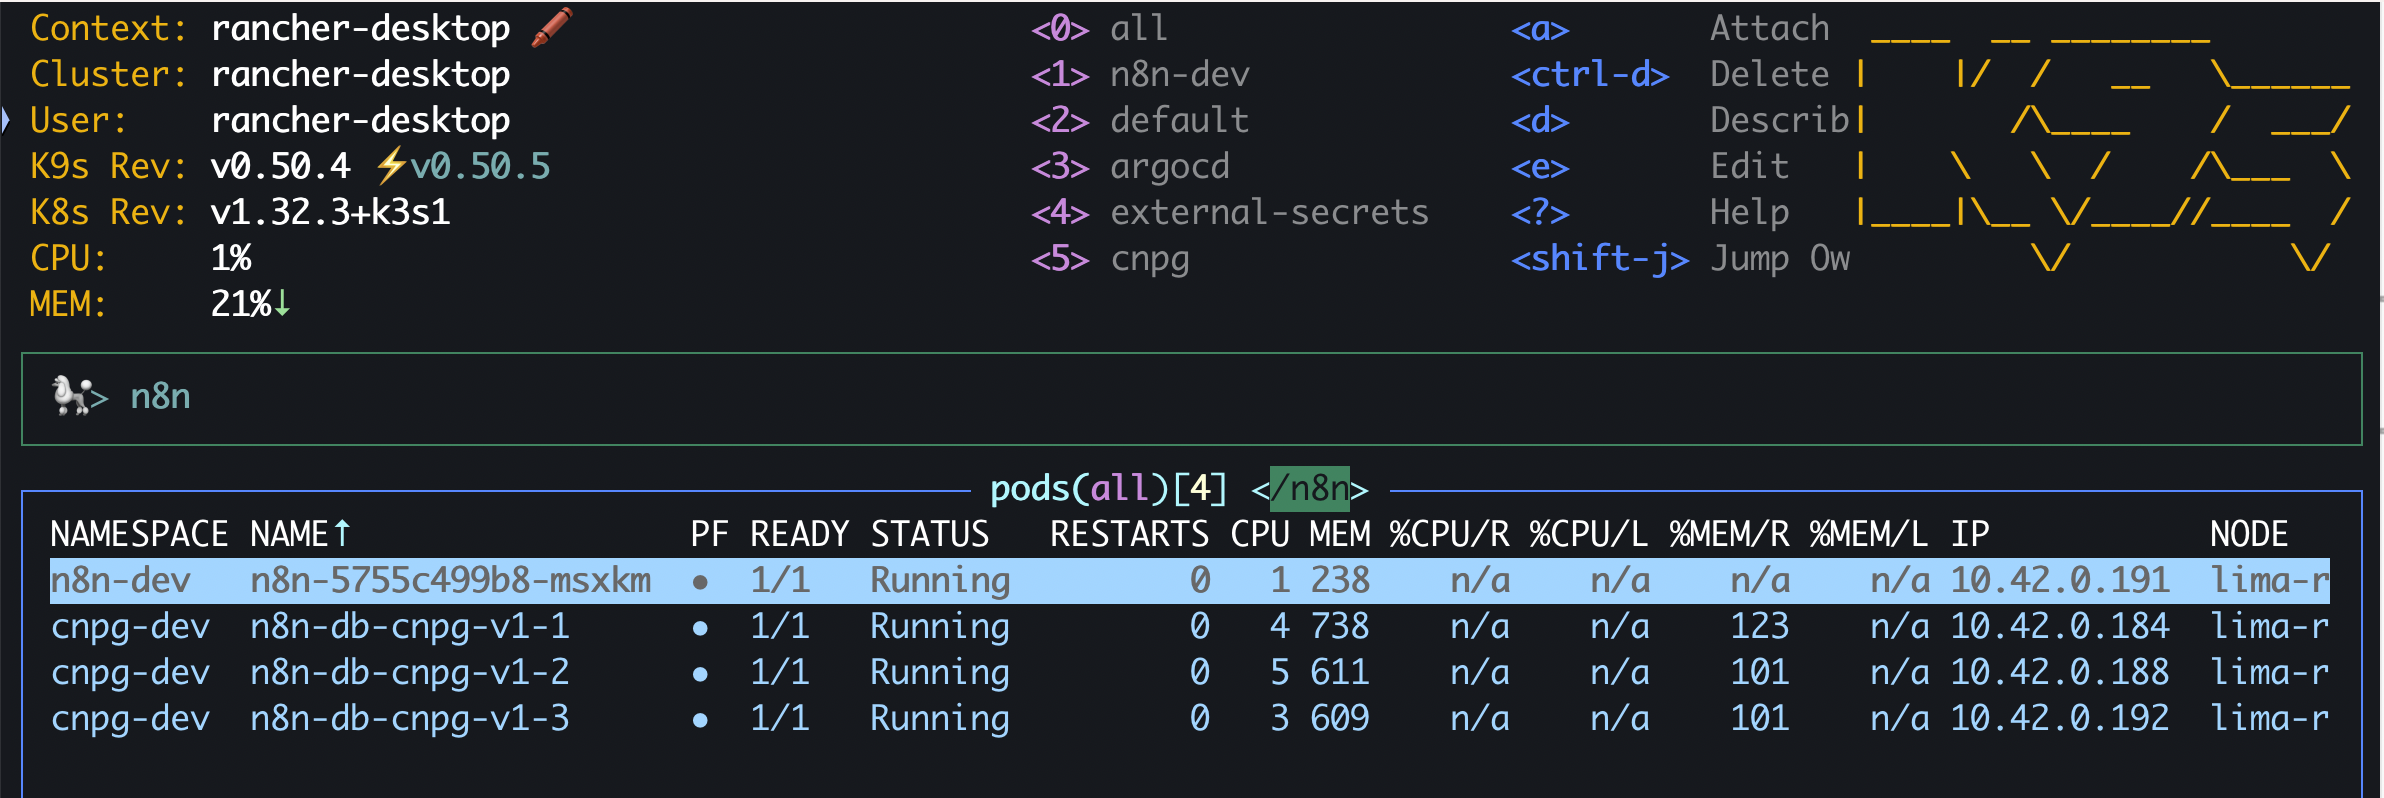 Context: rancher-desktop
Cluster: rancher-desktop
User: rancher-desktop
K9s Rev: v0.50.4 ⚡v0.50.5
K8s Rev: v1.32.3+k3s1
CPU: 1%
MEM: 21%↓
<0> all
<1> n8n-dev
<2> default
<3> argocd
<4> external-secrets
<5> cnpg
<a> Attach
<ctrl-d> Delete
<d> Describ
<e> Edit
<?> Help
<shift-j> Jump Ow
🐩> n8n
pods(all)[4] </n8n>
NAMESPACE NAME↑ PF READY STATUS RESTARTS CPU MEM %CPU/R %CPU/L %MEM/R %MEM/L IP NODE
n8n-dev n8n-5755c499b8-msxkm ● 1/1 Running 0 1 238 n/a n/a n/a n/a 10.42.0.191 lima-r
cnpg-dev n8n-db-cnpg-v1-1 ● 1/1 Running 0 4 738 n/a n/a 123 n/a 10.42.0.184 lima-r
cnpg-dev n8n-db-cnpg-v1-2 ● 1/1 Running 0 5 611 n/a n/a 101 n/a 10.42.0.188 lima-r
cnpg-dev n8n-db-cnpg-v1-3 ● 1/1 Running 0 3 609 n/a n/a 101 n/a 10.42.0.192 lima-r